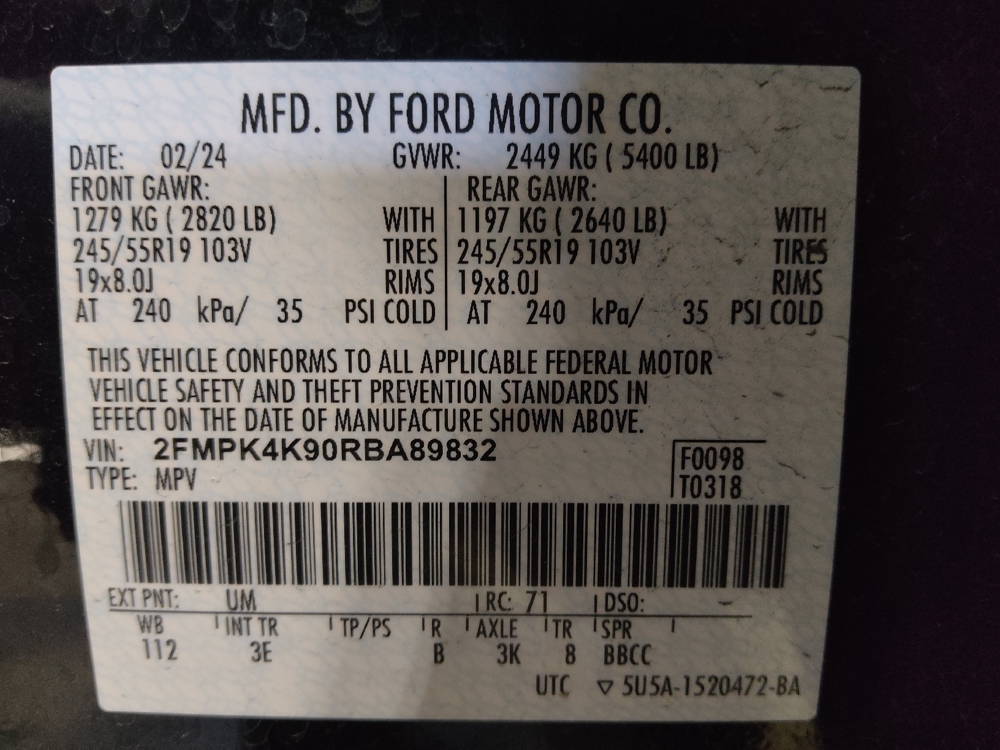 MFD. BY FORD MOTOR CO.
DATE: 02/24 GVWR: 2449 KG ( 5400 LB)
FRONT GAWR: REAR GAWR:
1279 KG ( 2820 LB) WITH 1197 KG ( 2640 LB) WITH
245/55R19 103V TIRES 245/55R19 103V TIRES
19x8.0J RIMS 19x8.0J RIMS
AT 240 kPa/ 35 PSI COLD AT 240 kPa/ 35 PSI COLD
THIS VEHICLE CONFORMS TO ALL APPLICABLE FEDERAL MOTOR
VEHICLE SAFETY AND THEFT PREVENTION STANDARDS IN
EFFECT ON THE DATE OF MANUFACTURE SHOWN ABOVE.
VIN: 2FMPK4K90RBA89832
F0098
TYPE: MPV
T0318
EXT PNT: UM RC: 71 DSO:
WB INT TR TP/PS R AXLE TR SPR
112 3E B 3K 8 BBCC
UTC ▽ 5U5A-1520472-BA